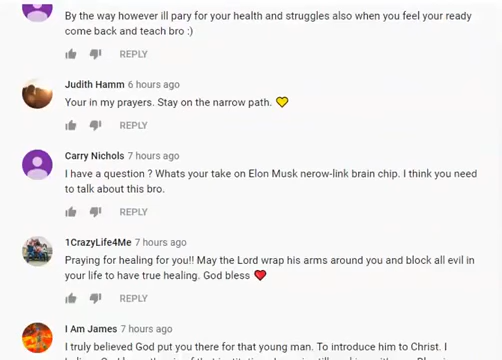 By the way however ill pary for your health and struggles also when you feel your ready
come back and teach bro :)
REPLY
Judith Hamm 6 hours ago
Your in my prayers. Stay on the narrow path. 💛
REPLY
Carry Nichols 7 hours ago
I have a question ? Whats your take on Elon Musk nerow-link brain chip. I think you need
to talk about this bro.
REPLY
1CrazyLife4Me 7 hours ago
Praying for healing for you!! May the Lord wrap his arms around you and block all evil in
your life to have true healing. God bless ❤️
REPLY
I Am James 7 hours ago
I truly believed God put you there for that young man. To introduce him to Christ. I